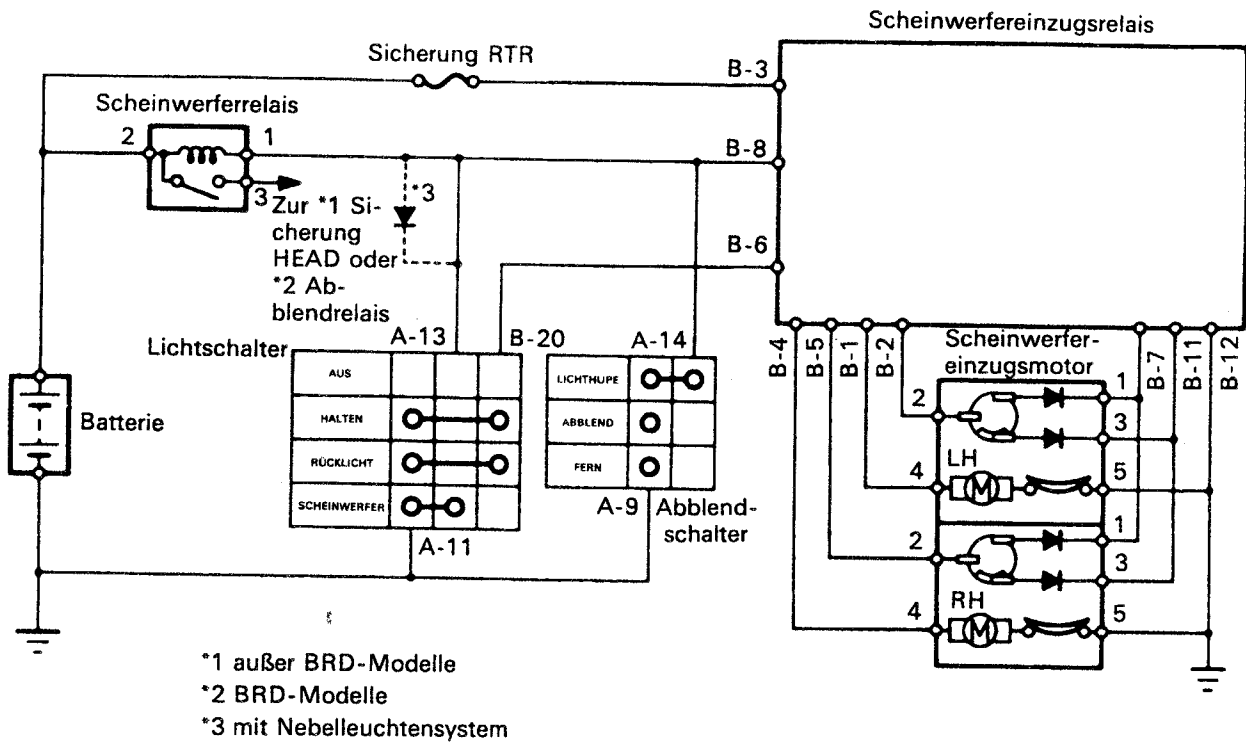 Scheinwerfereinzugsrelais
Sicherung RTR
B-3
Scheinwerferrelais
2
1
B-8
3
*3
Zur *1 Si-
cherung
HEAD oder
*2 Ab-
blendrelais
B-6
A-13
B-20
A-14
Lichtschalter
AUS
HALTEN
RÜCKLICHT
SCHEINWERFER
A-11
LICHTHUPE
ABBLEND
FERN
A-9
Abblend-
schalter
Batterie
B-4
B-5
B-1
B-2
Scheinwerfer-
einzugsmotor
B-7
B-11
B-12
2
1
3
LH
4
M
5
2
1
3
RH
4
M
5
*1 außer BRD-Modelle
*2 BRD-Modelle
*3 mit Nebelleuchtensystem